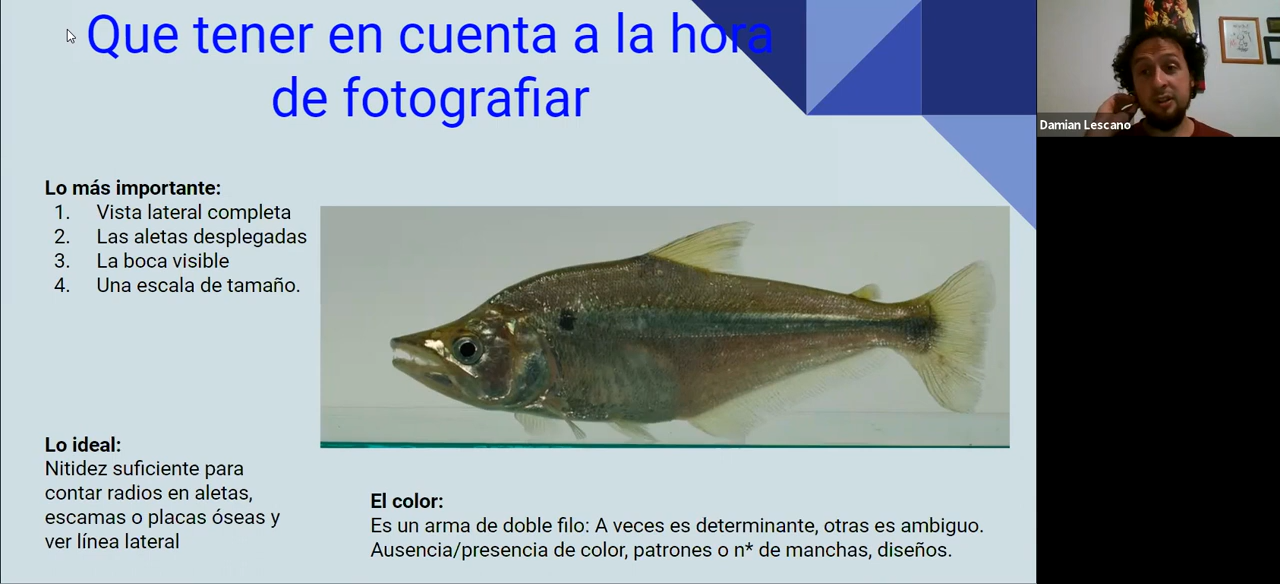 Que tener en cuenta a la hora
de fotografiar
Damian Lescano
Lo más importante:
1. Vista lateral completa
2. Las aletas desplegadas
3. La boca visible
4. Una escala de tamaño.
Lo ideal:
Nitidez suficiente para
contar radios en aletas,
escamas o placas óseas y
ver línea lateral
El color:
Es un arma de doble filo: A veces es determinante, otras es ambiguo.
Ausencia/presencia de color, patrones o n* de manchas, diseños.